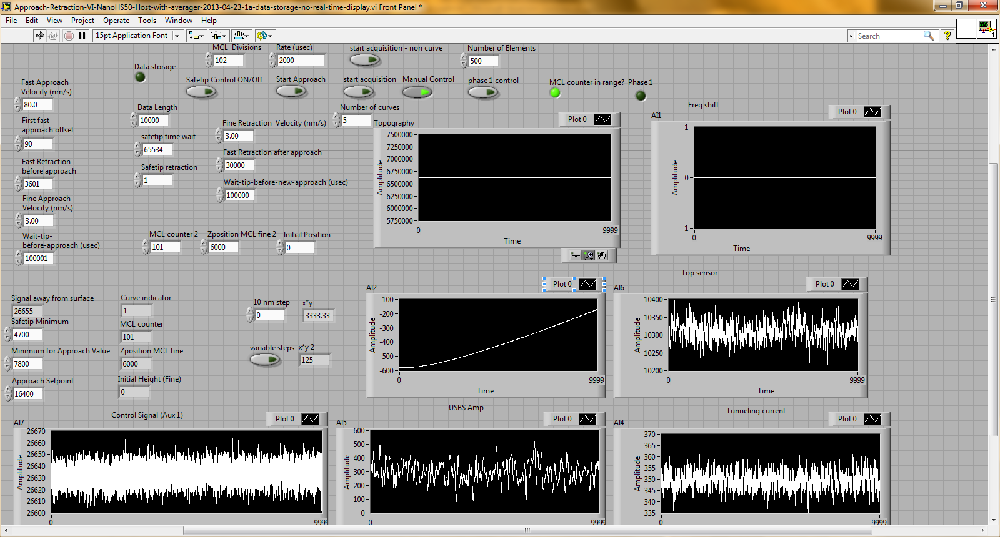 Approach-Retraction-VI-NanoHS50-Host-with-averager-2013-04-23-1a-data-storage-no-real-time-display.vi Front Panel *
File Edit View Project Operate Tools Window Help
15pt Application Font
Search
?
1
MCL Divisions
102
Rate (usec)
2000
start acquisition - non curve
Number of Elements
500
Data storage
Safetip Control ON/Off
Start Approach
start acquisition
Manual Control
phase 1 control
MCL counter in range?
Phase 1
Fast Approach
Velocity (nm/s)
80.0
First fast
approach offset
90
Fast Retraction
before approach
3601
Fine Approach
Velocity (nm/s)
3.00
Wait-tip-
before-approach (usec)
100001
Data Length
10000
safetip time wait
65534
Safetip retraction
1
Fine Retraction Velocity (nm/s)
3.00
Fast Retraction after approach
30000
Wait-tip-before-new-approach (usec)
100000
Number of curves
5
MCL counter 2
101
Zposition MCL fine 2
6000
Initial Position
0
Topography
Plot 0
7500000
7250000
7000000
6750000
6500000
6250000
6000000
5750000
Amplitude
0
9999
Time
Freq shift
AI1
Plot 0
1
0
-1
Amplitude
0
9999
Time
Signal away from surface
26655
Safetip Minimum
4700
Minimum for Approach Value
7800
Approach Setpoint
16400
Curve indicator
1
MCL counter
101
Zposition MCL fine
6000
Initial Height (Fine)
0
10 nm step
0
x*y
3333.33
variable steps
x*y 2
125
AI2
Plot 0
-100
-200
-300
-400
-500
-600
Amplitude
0
9999
Time
Top sensor
AI6
Plot 0
10400
10350
10300
10250
10200
Amplitude
0
9999
Time
Control Signal (Aux 1)
AI7
Plot 0
26670
26660
26650
26640
26630
26620
26610
26600
Amplitude
0
9999
USBS Amp
AI5
Plot 0
600
500
400
300
200
100
0
Amplitude
0
9999
Tunneling current
AI4
Plot 0
370
365
360
355
350
345
340
335
Amplitude
0
9999